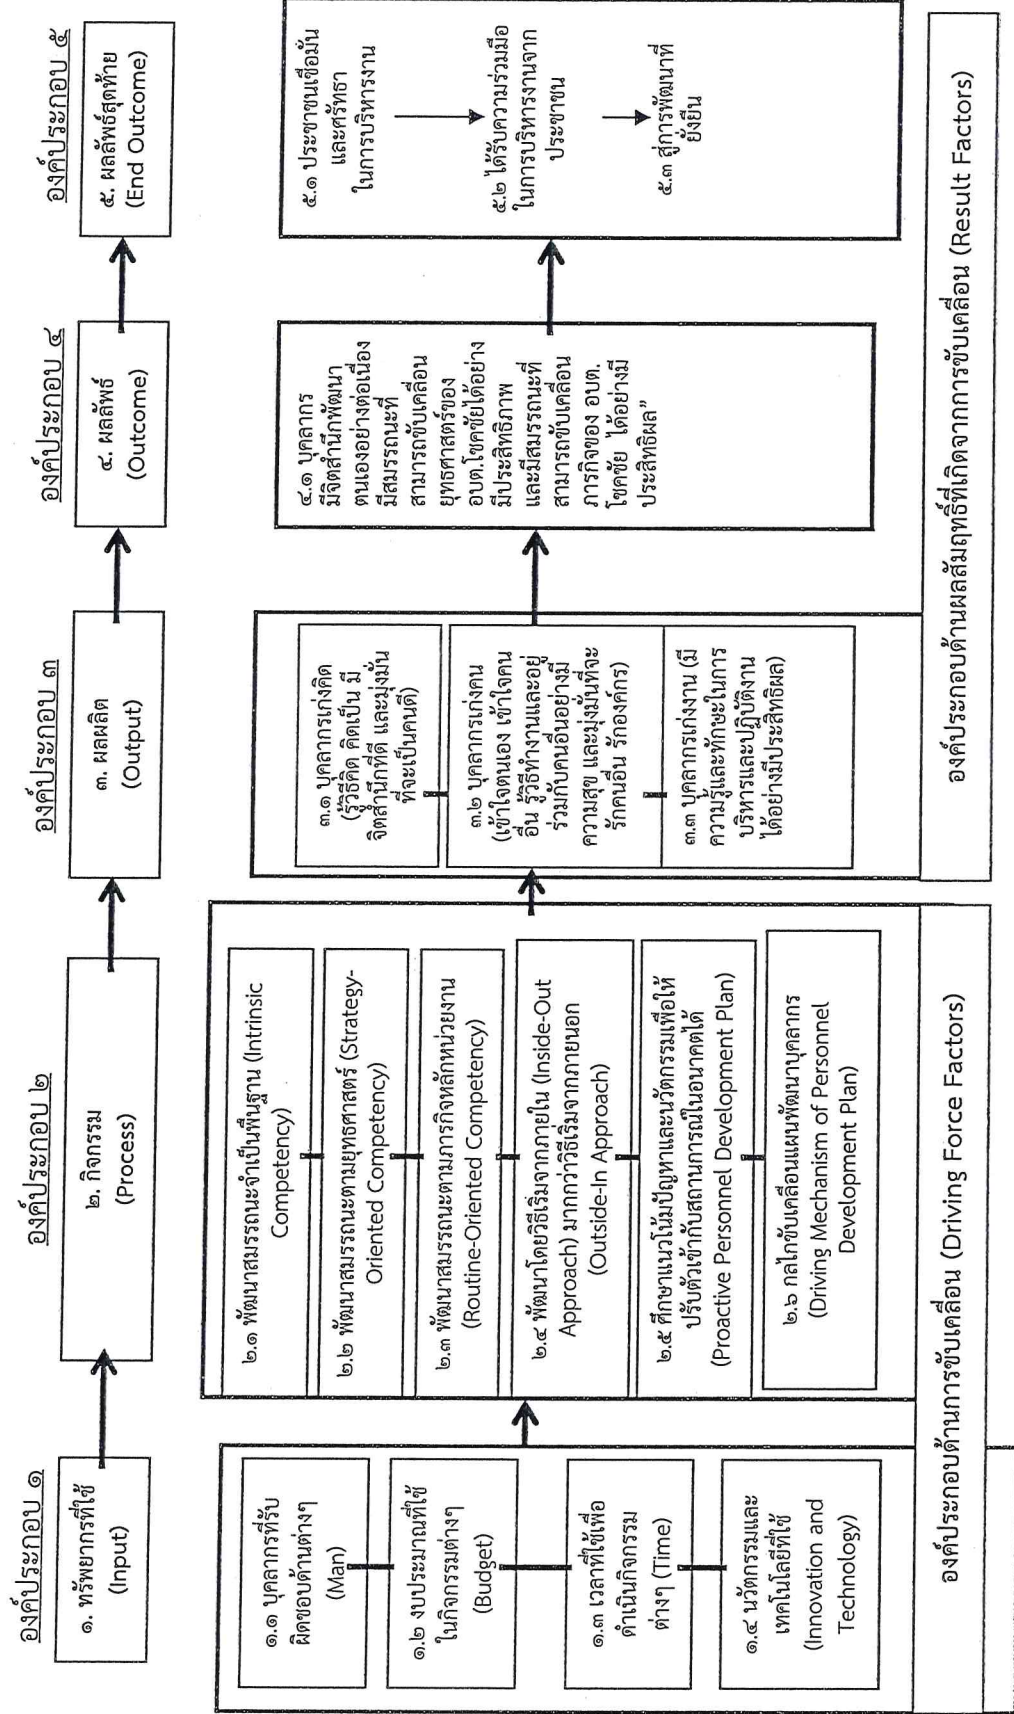 องค์ประกอบ ๑
๑. ทรัพยากรที่ใช้
(Input)
๑.๑ บุคลากรที่รับ
ผิดชอบด้านต่างๆ
(Man)
๑.๒ งบประมาณที่ใช้
ในกิจกรรมต่างๆ
(Budget)
๑.๓ เวลาที่ใช้เพื่อ
ดำเนินกิจกรรม
ต่างๆ (Time)
๑.๔ นวัตกรรมและ
เทคโนโลยีที่ใช้
(Innovation and
Technology)
องค์ประกอบ ๒
๒. กิจกรรม
(Process)
๒.๑ พัฒนาสมรรถนะจำเป็นพื้นฐาน (Intrinsic
Competency)
๒.๒ พัฒนาสมรรถนะตามยุทธศาสตร์ (Strategy-
Oriented Competency)
๒.๓ พัฒนาสมรรถนะตามภารกิจหลักหน่วยงาน
(Routine-Oriented Competency)
๒.๔ พัฒนาโดยวิธีเริ่มจากภายใน (Inside-Out
Approach) มากกว่าวิธีเริ่มจากภายนอก
(Outside-In Approach)
๒.๕ ศึกษาแนวโน้มปัญหาและนวัตกรรมเพื่อให้
ปรับตัวเข้ากับสถานการณ์ในอนาคตได้
(Proactive Personnel Development Plan)
๒.๖ กลไกขับเคลื่อนแผนพัฒนาบุคลากร
(Driving Mechanism of Personnel
Development Plan)
องค์ประกอบด้านการขับเคลื่อน (Driving Force Factors)
องค์ประกอบ ๓
๓. ผลผลิต
(Output)
๓.๑ บุคลากรเก่งคิด
(รู้วิธีคิด คิดเป็น มี
จิตสำนึกที่ดี และมุ่งมั่น
ที่จะเป็นคนดี)
๓.๒ บุคลากรเก่งคน
(เข้าใจตนเอง เข้าใจคน
อื่น รู้วิธีทำงานและอยู่
ร่วมกับคนอื่นอย่างมี
ความสุข และมุ่งมั่นที่จะ
รักคนอื่น รักองค์กร)
๓.๓ บุคลากรเก่งงาน (มี
ความรู้และทักษะในการ
บริหารและปฏิบัติงาน
ได้อย่างมีประสิทธิผล)
องค์ประกอบ ๔
๔. ผลลัพธ์
(Outcome)
๔.๑ บุคลากร
มีจิตสำนึกพัฒนา
ตนเองอย่างต่อเนื่อง
มีสมรรถนะที่
สามารถขับเคลื่อน
ยุทธศาสตร์ของ
อบต.โชคชัยได้อย่าง
มีประสิทธิภาพ
และมีสมรรถนะที่
สามารถขับเคลื่อน
ภารกิจของ อบต.
โชคชัย ได้อย่างมี
ประสิทธิผล”
องค์ประกอบ ๕
๕. ผลลัพธ์สุดท้าย
(End Outcome)
๕.๑ ประชาชนเชื่อมั่น
และศรัทธา
ในการบริหารงาน
๕.๒ ได้รับความร่วมมือ
ในการบริหารงานจาก
ประชาชน
๕.๓ สู่การพัฒนาที่
ยั่งยืน
องค์ประกอบด้านผลสัมฤทธิ์ที่เกิดจากการขับเคลื่อน (Result Factors)